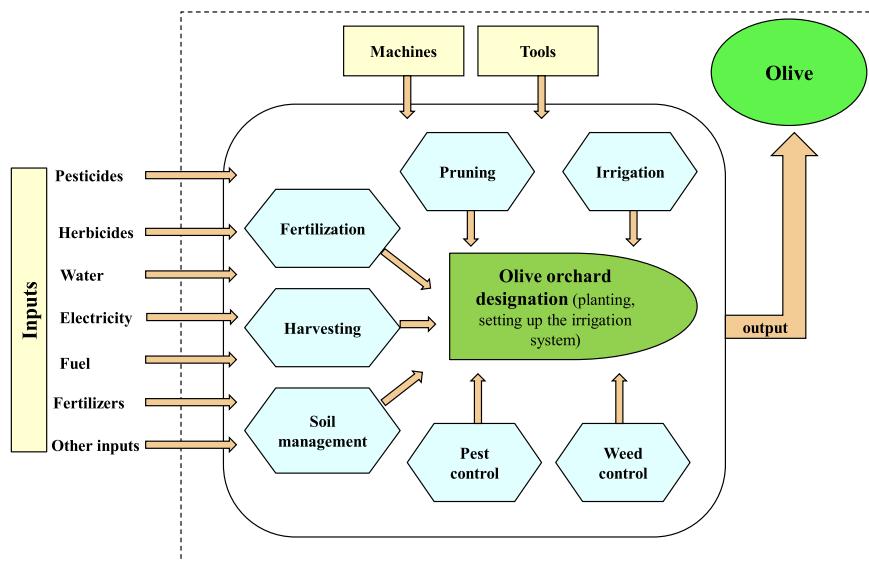 Machines
Tools
Olive
Inputs
Pesticides
Herbicides
Water
Electricity
Fuel
Fertilizers
Other inputs
Pruning
Irrigation
Fertilization
Harvesting
Soil
management
Olive orchard
designation (planting,
setting up the irrigation
system)
Pest
control
Weed
control
output